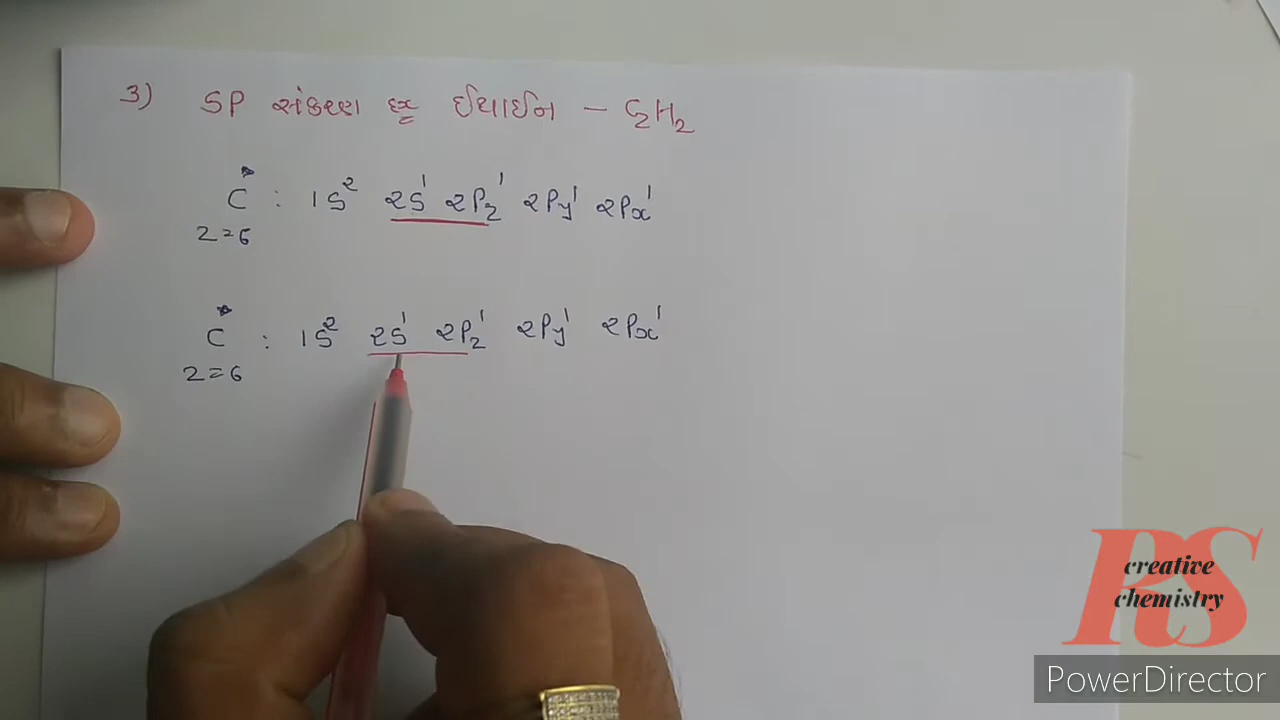 3) SP સંકરણ દા.ત. ઈથાઈન – C₂H₂
C* : 1S² 2S¹ 2Pz¹ 2Py¹ 2Px¹
Z=6
C* : 1S² 2S¹ 2Pz¹ 2Py¹ 2Px¹
Z=6
RS
creative
chemistry
PowerDirector